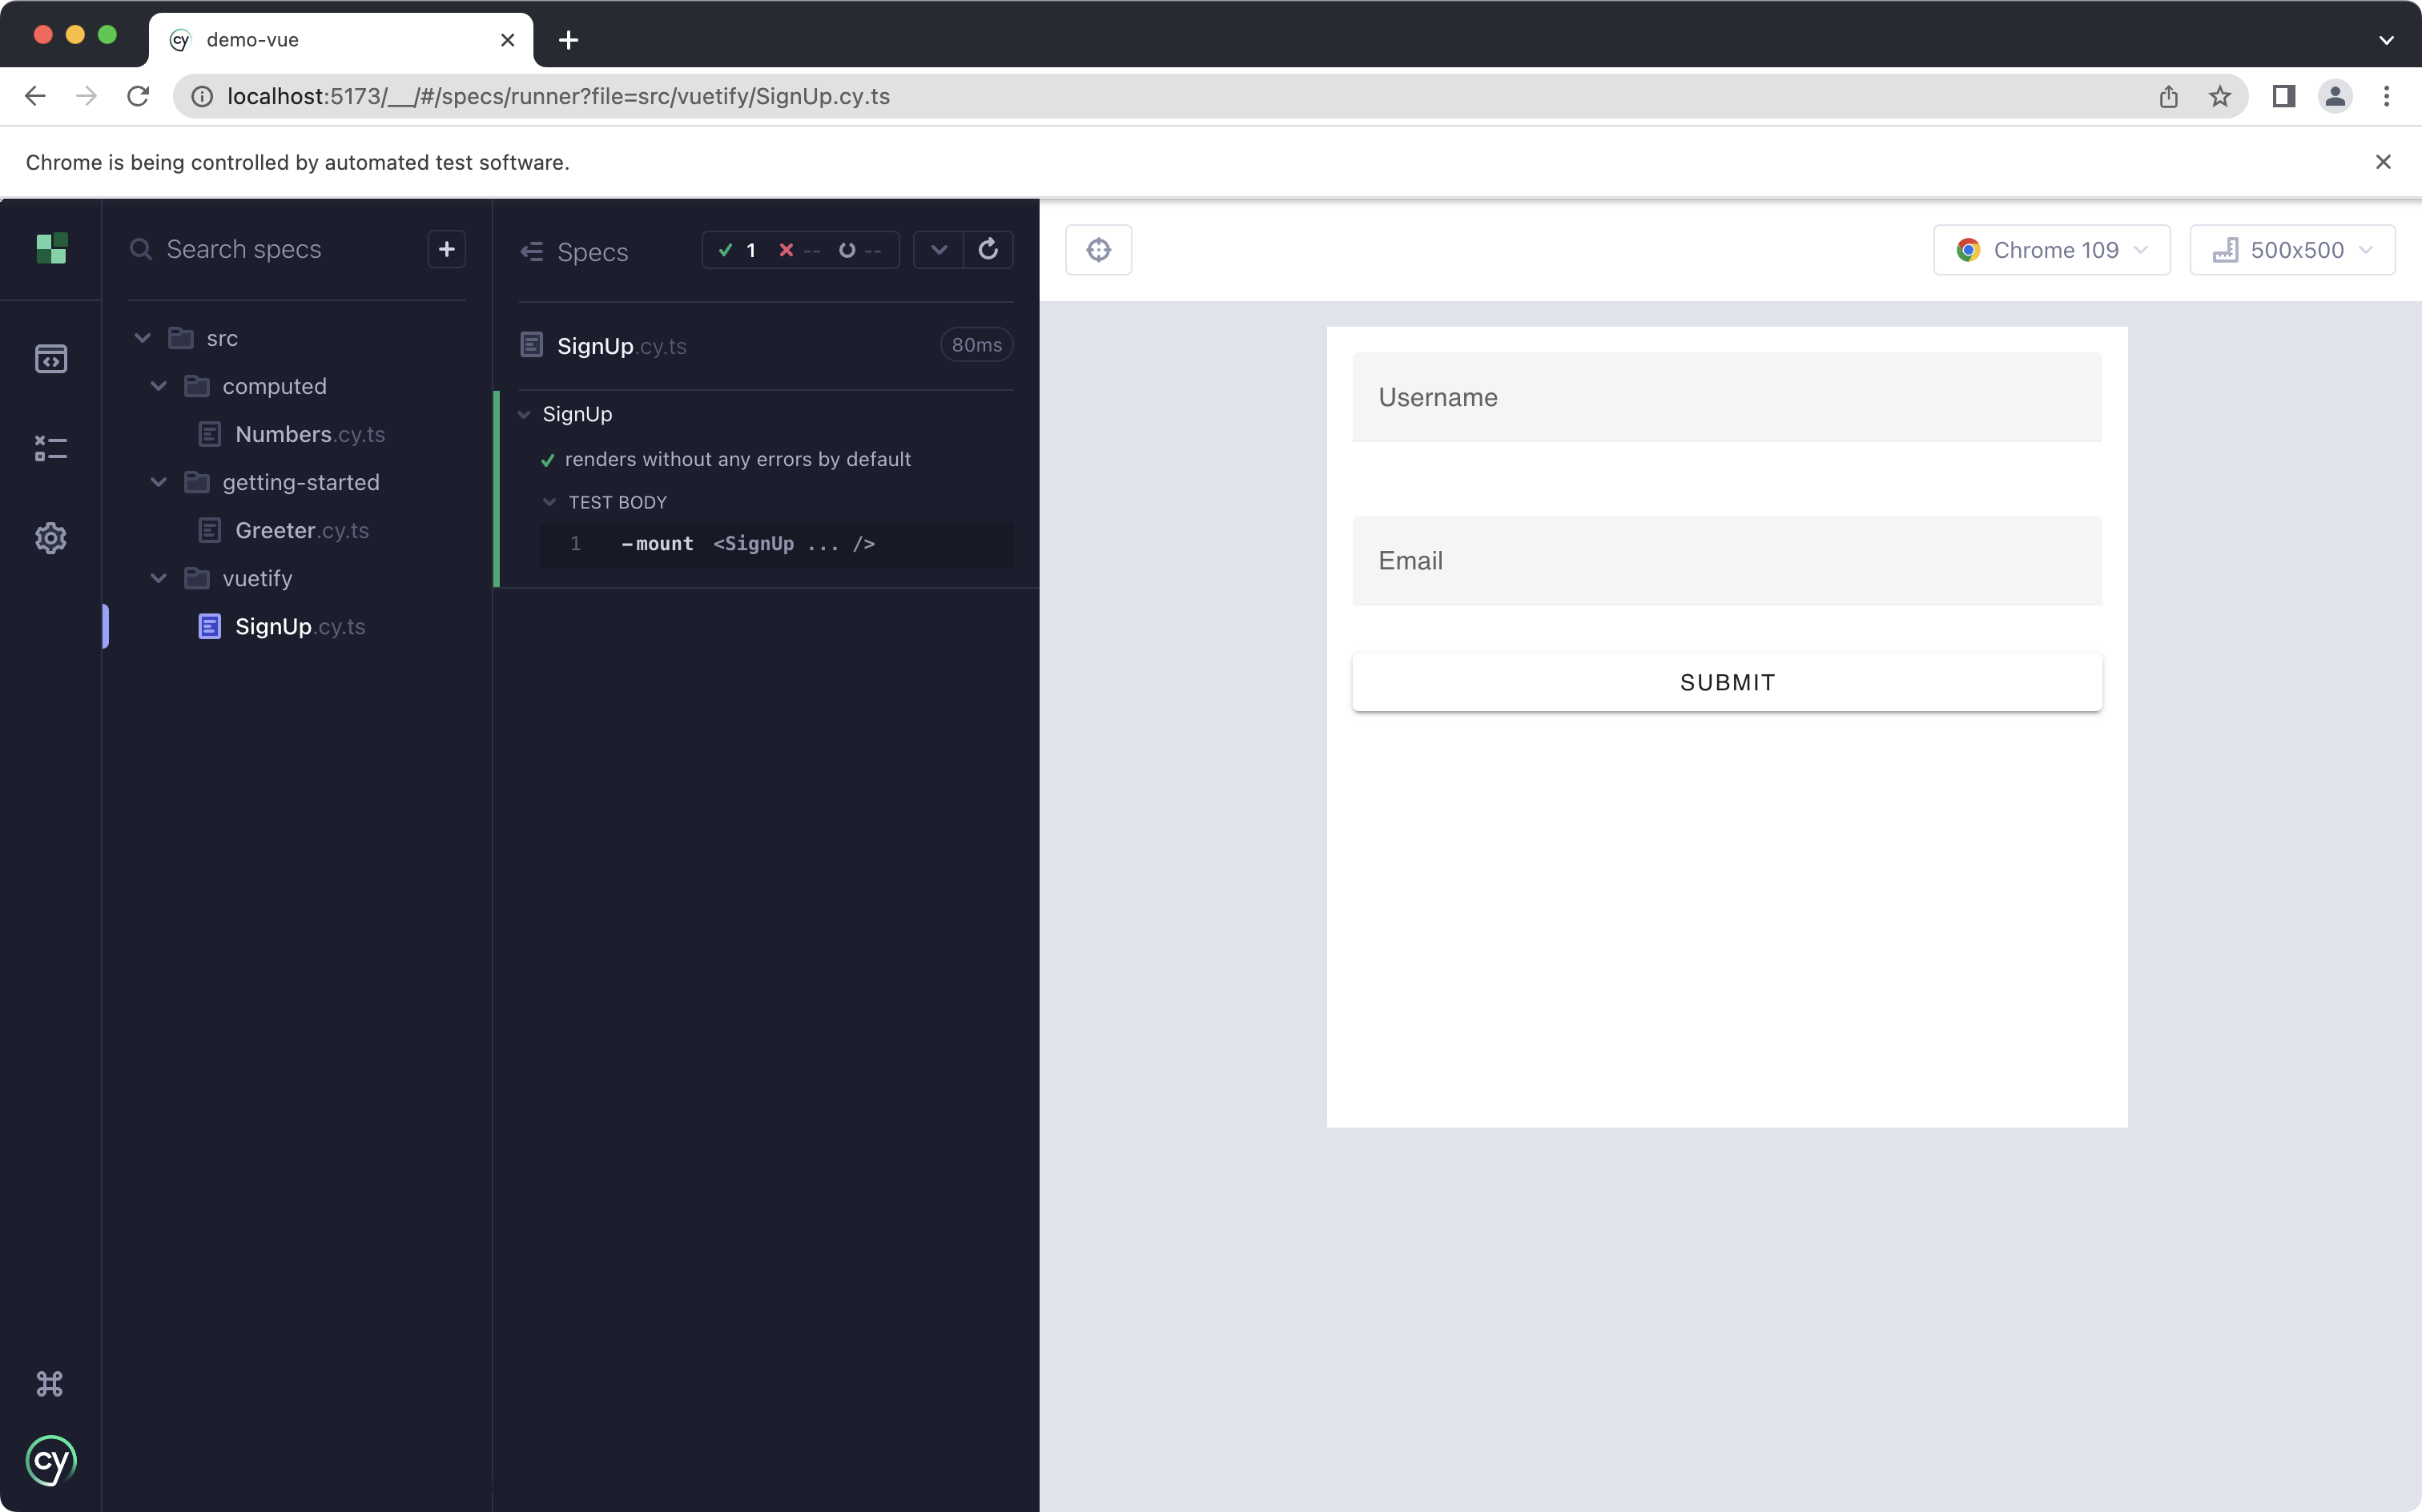 cy demo-vue
localhost:5173/__/#/specs/runner?file=src/vuetify/SignUp.cy.ts
Chrome is being controlled by automated test software.
Search specs
src
computed
Numbers.cy.ts
getting-started
Greeter.cy.ts
vuetify
SignUp.cy.ts
cy
Specs 1 -- --
SignUp.cy.ts 80ms
SignUp
renders without any errors by default
TEST BODY
1 -mount <SignUp ... />
Chrome 109 500x500
Username
Email
SUBMIT